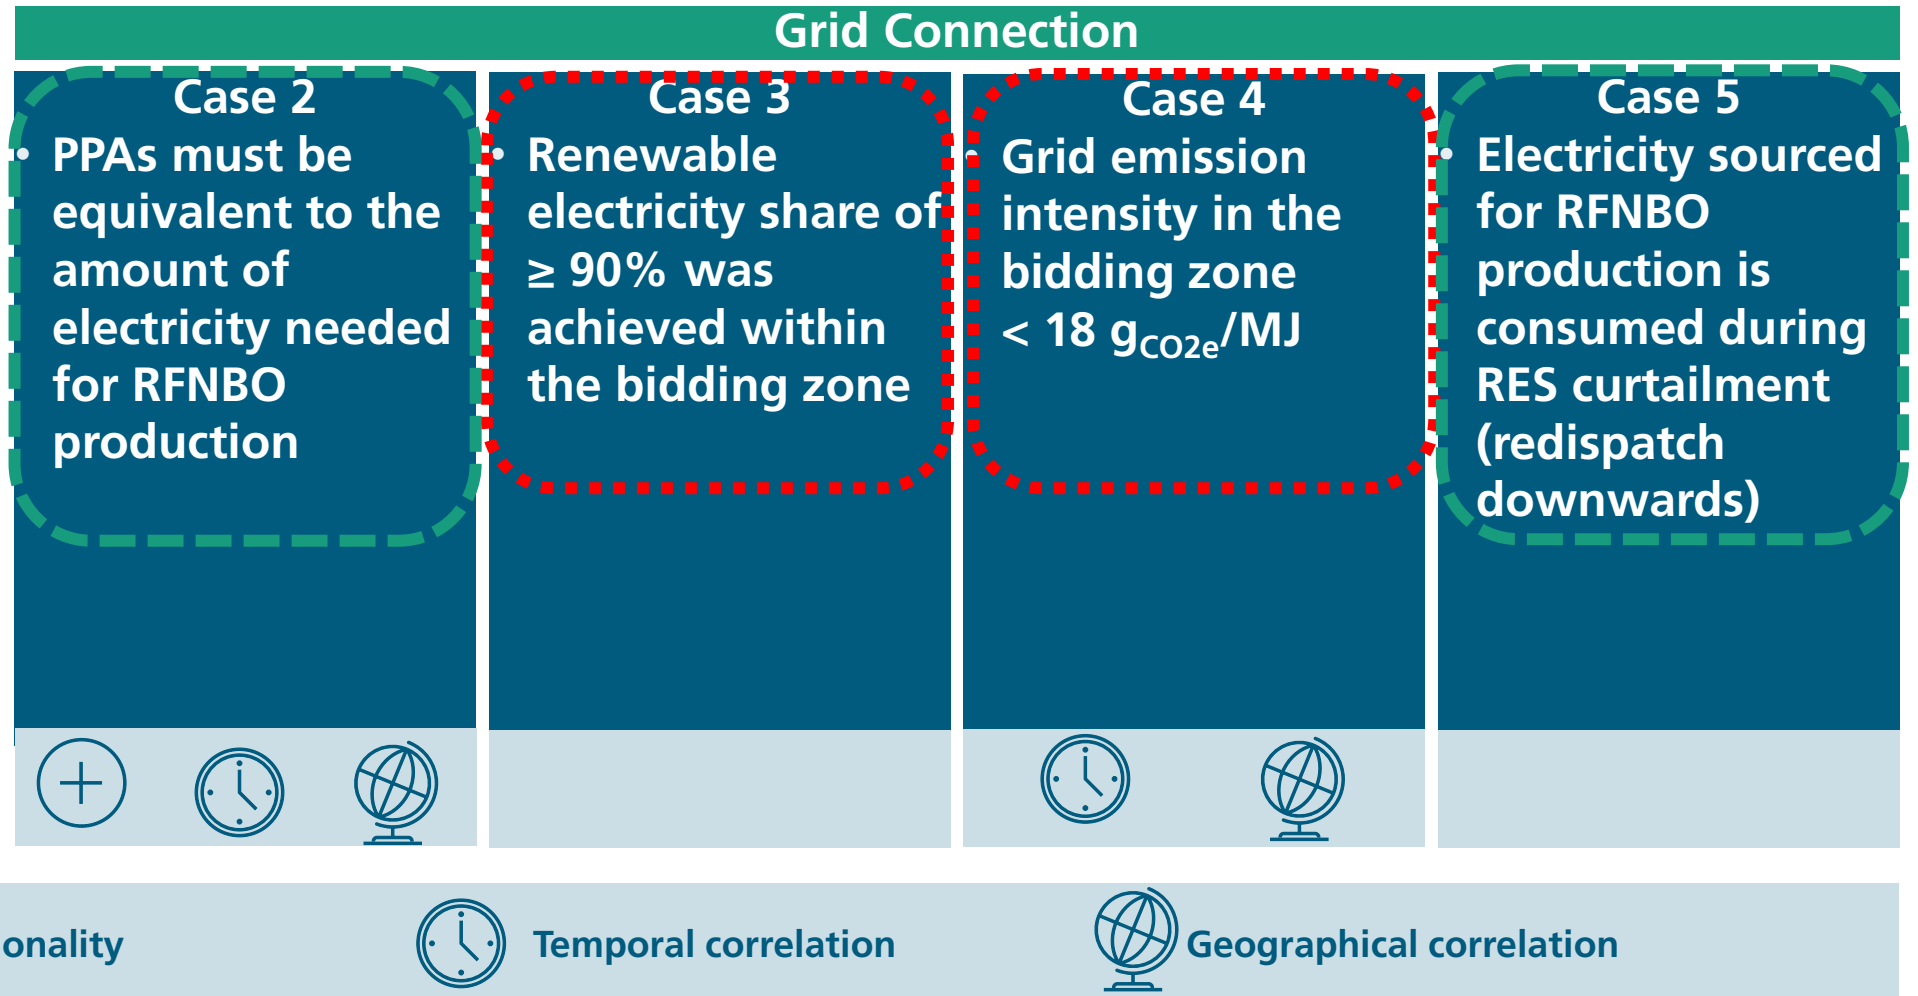 Grid Connection
Case 2
• PPAs must be
equivalent to the
amount of
electricity needed
for RFNBO
production
Case 3
• Renewable
electricity share of
≥ 90% was
achieved within
the bidding zone
Case 4
• Grid emission
intensity in the
bidding zone
< 18 gCO2e/MJ
Case 5
• Electricity sourced
for RFNBO
production is
consumed during
RES curtailment
(redispatch
downwards)
onality
Temporal correlation
Geographical correlation